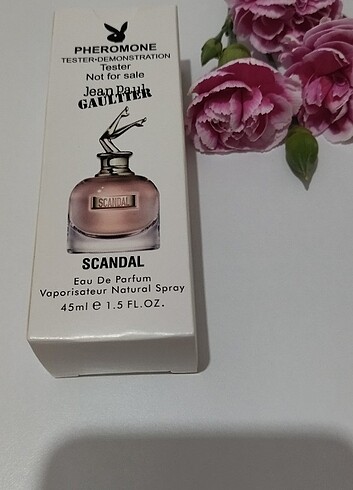 PHEROMONE
TESTER•DEMONSTRATION
Tester
Not for sale
Jean Paul
GAULTIER
SCANDAL
SCANDAL
Eau De Parfum
Vaporisateur Natural Spray
45ml e 1.5 FL.OZ.